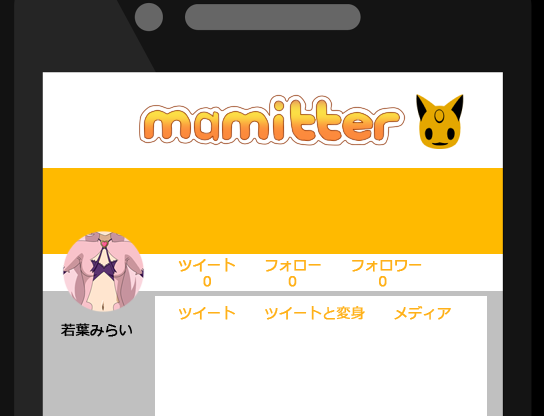 mamitter
ツイート フォロー フォロワー
0 0 0
若葉みらい
ツイート ツイートと変身 メディア